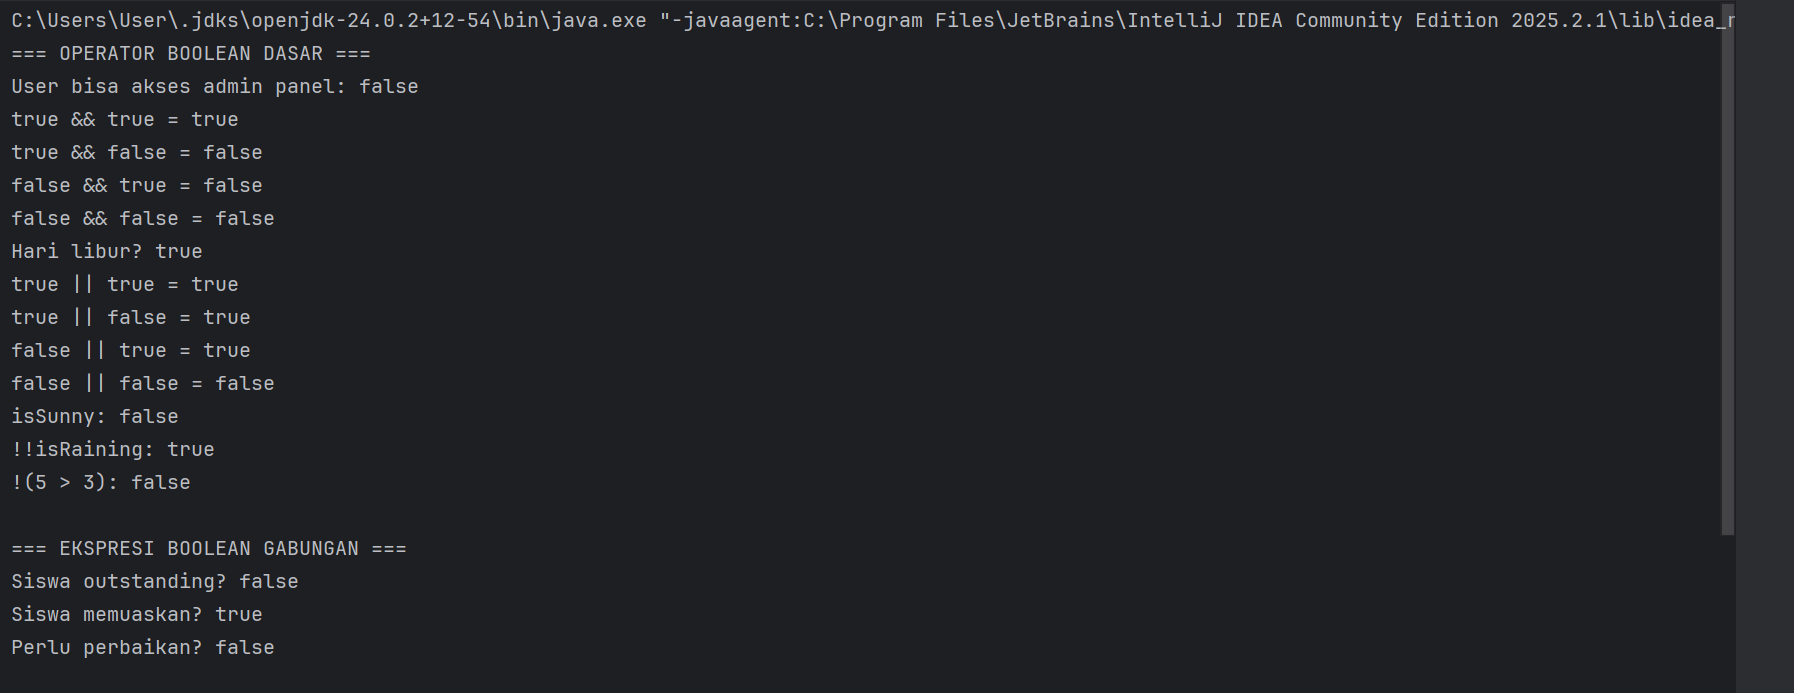 C:\Users\User\.jdks\openjdk-24.0.2+12-54\bin\java.exe "-javaagent:C:\Program Files\JetBrains\IntelliJ IDEA Community Edition 2025.2.1\lib\idea_r
=== OPERATOR BOOLEAN DASAR ===
User bisa akses admin panel: false
true && true = true
true && false = false
false && true = false
false && false = false
Hari libur? true
true || true = true
true || false = true
false || true = true
false || false = false
isSunny: false
!!isRaining: true
!(5 > 3): false
=== EKSPRESI BOOLEAN GABUNGAN ===
Siswa outstanding? false
Siswa memuaskan? true
Perlu perbaikan? false